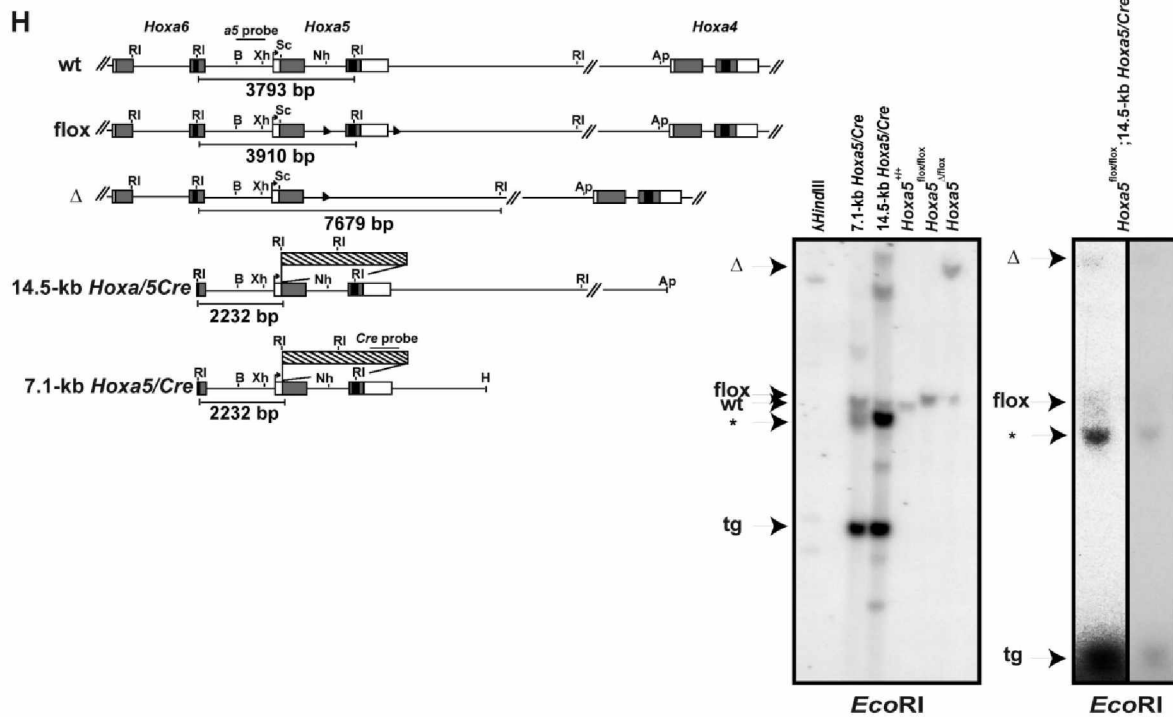 H
Hoxa6 a5 probe Hoxa5 Hoxa4
wt RI RI B Xh Sc Nh RI RI Ap
3793 bp
flox RI RI B Xh Sc RI RI Ap
3910 bp
Δ RI RI B Xh Sc RI Ap
7679 bp
RI RI
14.5-kb Hoxa/5Cre RI B Xh Nh RI RI Ap
2232 bp
RI RI Cre probe
7.1-kb Hoxa5/Cre B Xh Nh RI H
2232 bp
λHindIII
7.1-kb Hoxa5/Cre
14.5-kb Hoxa5/Cre
Hoxa5+/+
Hoxa5flox/flox
Hoxa5Δ/flox
Δ
flox
wt
*
tg
EcoRI
Hoxa5flox/flox;14.5-kb Hoxa5/Cre
Δ
flox
*
tg
EcoRI